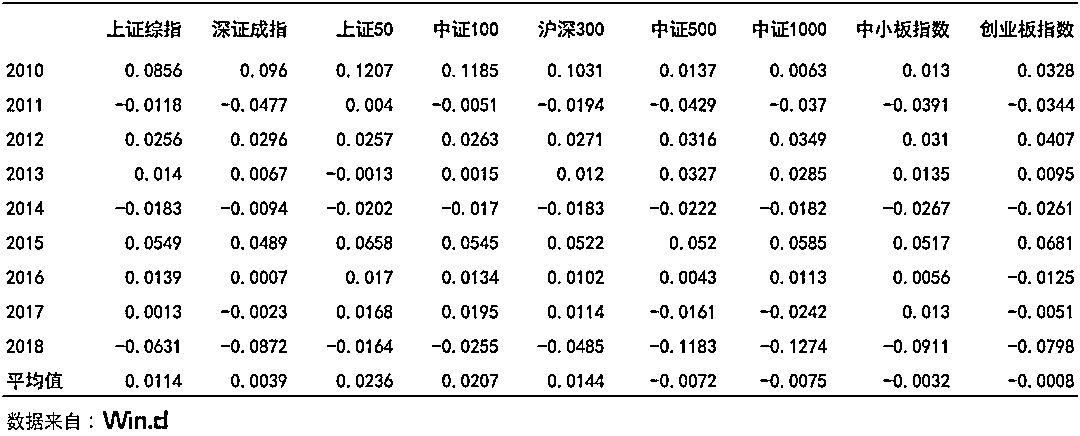 上证综指 深证成指 上证50 中证100 沪深300 中证500 中证1000 中小板指数 创业板指数
2010 0.0856 0.096 0.1207 0.1185 0.1031 0.0137 0.0063 0.013 0.0328
2011 -0.0118 -0.0477 0.004 -0.0051 -0.0194 -0.0429 -0.037 -0.0391 -0.0344
2012 0.0256 0.0296 0.0257 0.0263 0.0271 0.0316 0.0349 0.031 0.0407
2013 0.014 0.0067 -0.0013 0.0015 0.012 0.0327 0.0285 0.0135 0.0095
2014 -0.0183 -0.0094 -0.0202 -0.017 -0.0183 -0.0222 -0.0182 -0.0267 -0.0261
2015 0.0549 0.0489 0.0658 0.0545 0.0522 0.052 0.0585 0.0517 0.0681
2016 0.0139 0.0007 0.017 0.0134 0.0102 0.0043 0.0113 0.0056 -0.0125
2017 0.0013 -0.0023 0.0168 0.0195 0.0114 -0.0161 -0.0242 0.013 -0.0051
2018 -0.0631 -0.0872 -0.0164 -0.0255 -0.0485 -0.1183 -0.1274 -0.0911 -0.0798
平均值 0.0114 0.0039 0.0236 0.0207 0.0144 -0.0072 -0.0075 -0.0032 -0.0008
数据来自：Win.d